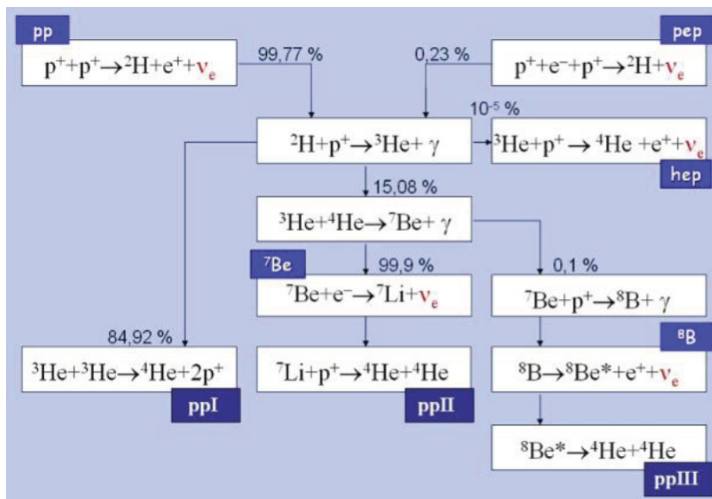 pp
pep
p⁺+p⁺→²H+e⁺+νₑ
99,77 %
0,23 %
p⁺+e⁻+p⁺→²H+νₑ
10⁻⁵ %
²H+p⁺→³He+ γ
³He+p⁺→ ⁴He +e⁺+νₑ
hep
15,08 %
³He+⁴He→⁷Be+ γ
⁷Be
99,9 %
0,1 %
⁷Be+e⁻→⁷Li+νₑ
⁷Be+p⁺→⁸B+ γ
⁸B
84,92 %
³He+³He→⁴He+2p⁺
ppI
⁷Li+p⁺→⁴He+⁴He
ppII
⁸B→⁸Be*+e⁺+νₑ
⁸Be*→⁴He+⁴He
ppIII